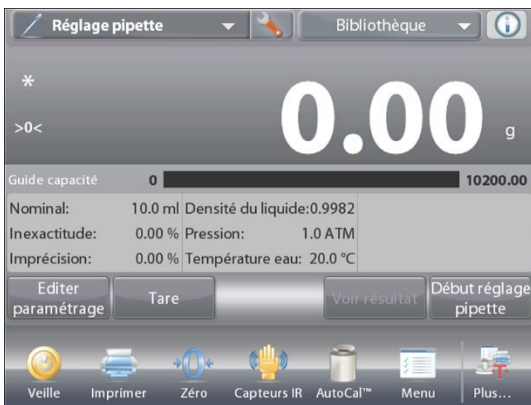 Réglage pipette Bibliothèque
*
>0< 0.00 g
Guide capacité 0 10200.00
Nominal: 10.0 ml Densité du liquide:0.9982
Inexactitude: 0.00 % Pression: 1.0 ATM
Imprécision: 0.00 % Température eau: 20.0 °C
Editer paramétrage
Tare
Voir résultat
Début réglage pipette
Veille Imprimer Zéro Capteurs IR AutoCal™ Menu Plus...